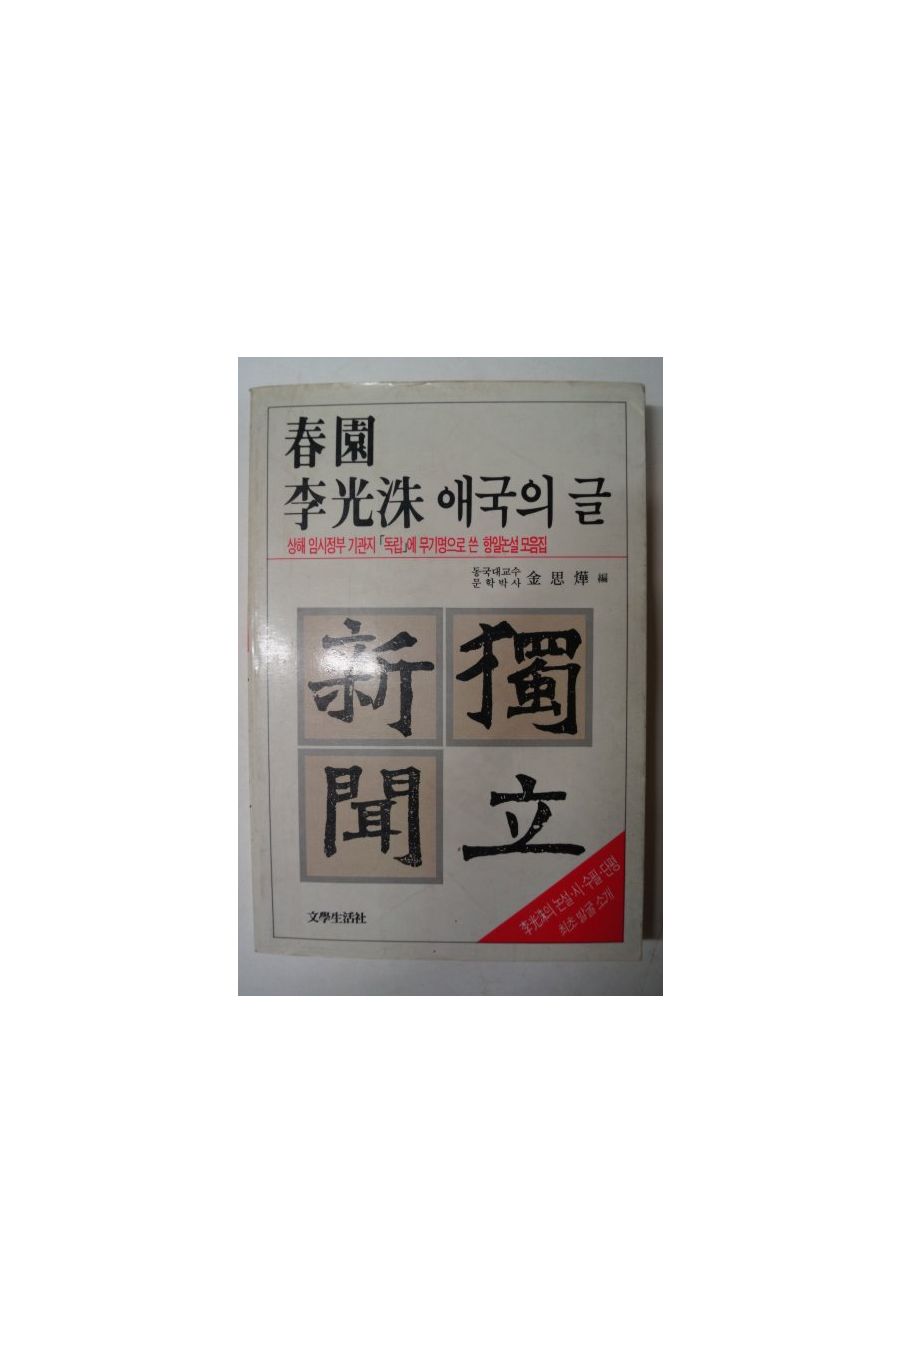 春園
李光洙 애국의 글
상해 임시정부 기관지 「독립」에 무기명으로 쓴 항일논설 모음집
동국대교수
문학박사 金思燁 編
獨立
新聞
李光洙의 논설·시·수필·단평
최초 발굴 소개
文學生活社